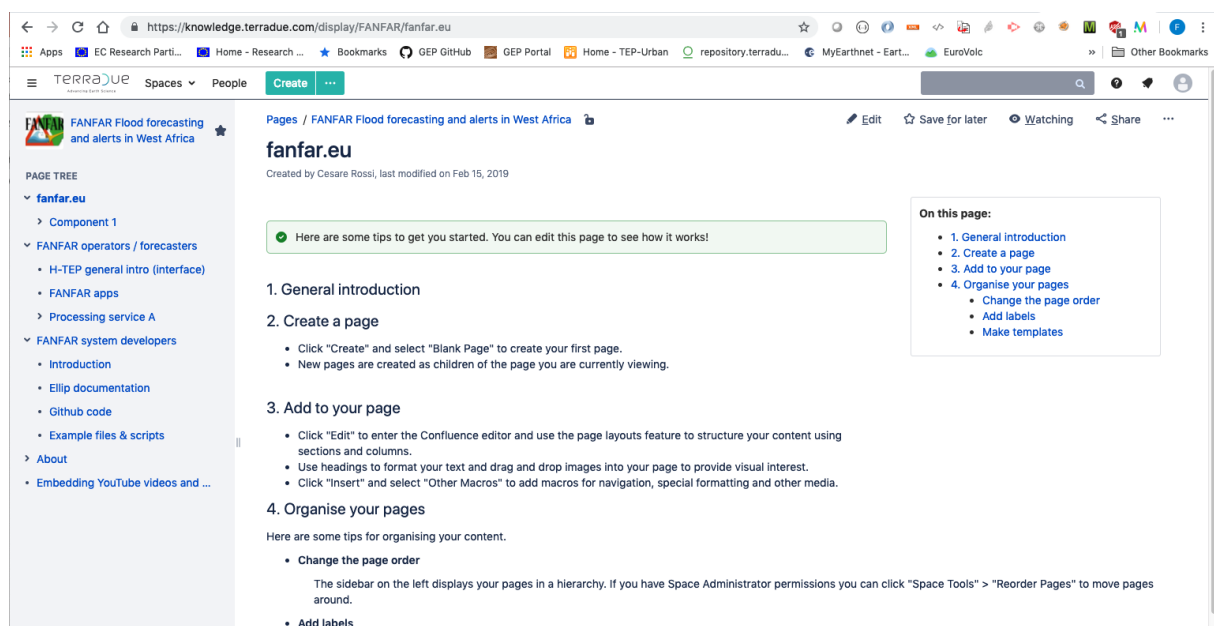 https://knowledge.terradue.com/display/FANFAR/fanfar.eu
Apps EC Research Parti... Home - Research ... Bookmarks GEP GitHub GEP Portal Home - TEP-Urban repository.terradu... MyEarthnet - Eart... EuroVolc » Other Bookmarks
Terradue Spaces People Create ...
FANFAR Flood forecasting
and alerts in West Africa
PAGE TREE
fanfar.eu
Component 1
FANFAR operators / forecasters
H-TEP general intro (interface)
FANFAR apps
Processing service A
FANFAR system developers
Introduction
Ellip documentation
Github code
Example files & scripts
About
Embedding YouTube videos and ...
Pages / FANFAR Flood forecasting and alerts in West Africa
Edit Save for later Watching Share ...
fanfar.eu
Created by Cesare Rossi, last modified on Feb 15, 2019
Here are some tips to get you started. You can edit this page to see how it works!
1. General introduction
2. Create a page
• Click "Create" and select "Blank Page" to create your first page.
• New pages are created as children of the page you are currently viewing.
3. Add to your page
• Click "Edit" to enter the Confluence editor and use the page layouts feature to structure your content using
sections and columns.
• Use headings to format your text and drag and drop images into your page to provide visual interest.
• Click "Insert" and select "Other Macros" to add macros for navigation, special formatting and other media.
4. Organise your pages
Here are some tips for organising your content.
• Change the page order
The sidebar on the left displays your pages in a hierarchy. If you have Space Administrator permissions you can click "Space Tools" > "Reorder Pages" to move pages
around.
• Add labels
On this page:
• 1. General introduction
• 2. Create a page
• 3. Add to your page
• 4. Organise your pages
• Change the page order
• Add labels
• Make templates